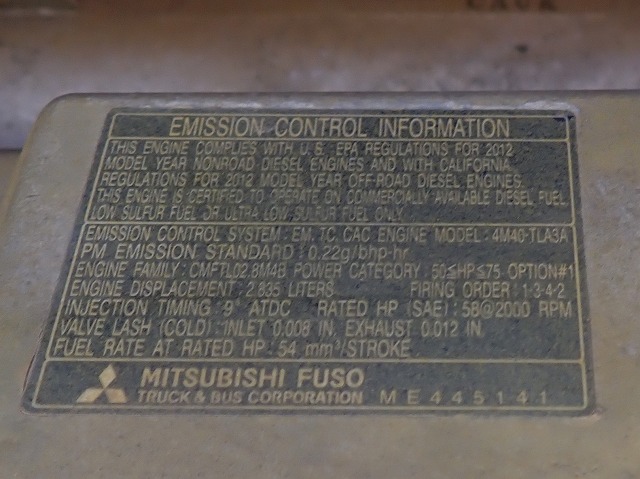 EMISSION CONTROL INFORMATION
THIS ENGINE COMPLIES WITH U.S. EPA REGULATIONS FOR 2012
MODEL YEAR NONROAD DIESEL ENGINES AND WITH CALIFORNIA
REGULATIONS FOR 2012 MODEL YEAR OFF-ROAD DIESEL ENGINES.
THIS ENGINE IS CERTIFIED TO OPERATE ON COMMERCIALLY AVAILABLE DIESEL FUEL
LOW SULFUR FUEL OR ULTRA LOW SULFUR FUEL ONLY
EMISSION CONTROL SYSTEM : EM, TC, CAC ENGINE MODEL : 4M40-TLA3A
PM EMISSION STANDARD : 0.22g/bhp-hr
ENGINE FAMILY : CMFTL02.8M4B POWER CATEGORY : 50≦HP≦75 OPTION#1
ENGINE DISPLACEMENT : 2.835 LITERS FIRING ORDER : 1-3-4-2
INJECTION TIMING : 9° ATDC RATED HP (SAE) : 58@2000 RPM
VALVE LASH (COLD) : INLET 0.008 IN. EXHAUST 0.012 IN.
FUEL RATE AT RATED HP : 54 mm³/STROKE.
MITSUBISHI FUSO
TRUCK & BUS CORPORATION ME445141